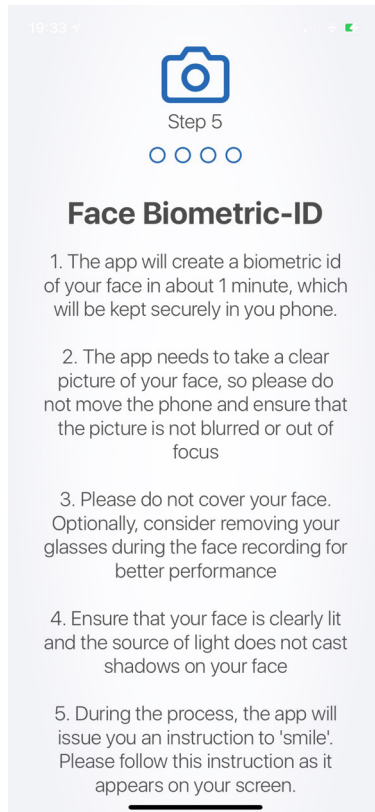 19:33
Step 5
Face Biometric-ID
1. The app will create a biometric id
of your face in about 1 minute, which
will be kept securely in you phone.
2. The app needs to take a clear
picture of your face, so please do
not move the phone and ensure that
the picture is not blurred or out of
focus
3. Please do not cover your face.
Optionally, consider removing your
glasses during the face recording for
better performance
4. Ensure that your face is clearly lit
and the source of light does not cast
shadows on your face
5. During the process, the app will
issue you an instruction to 'smile'.
Please follow this instruction as it
appears on your screen.